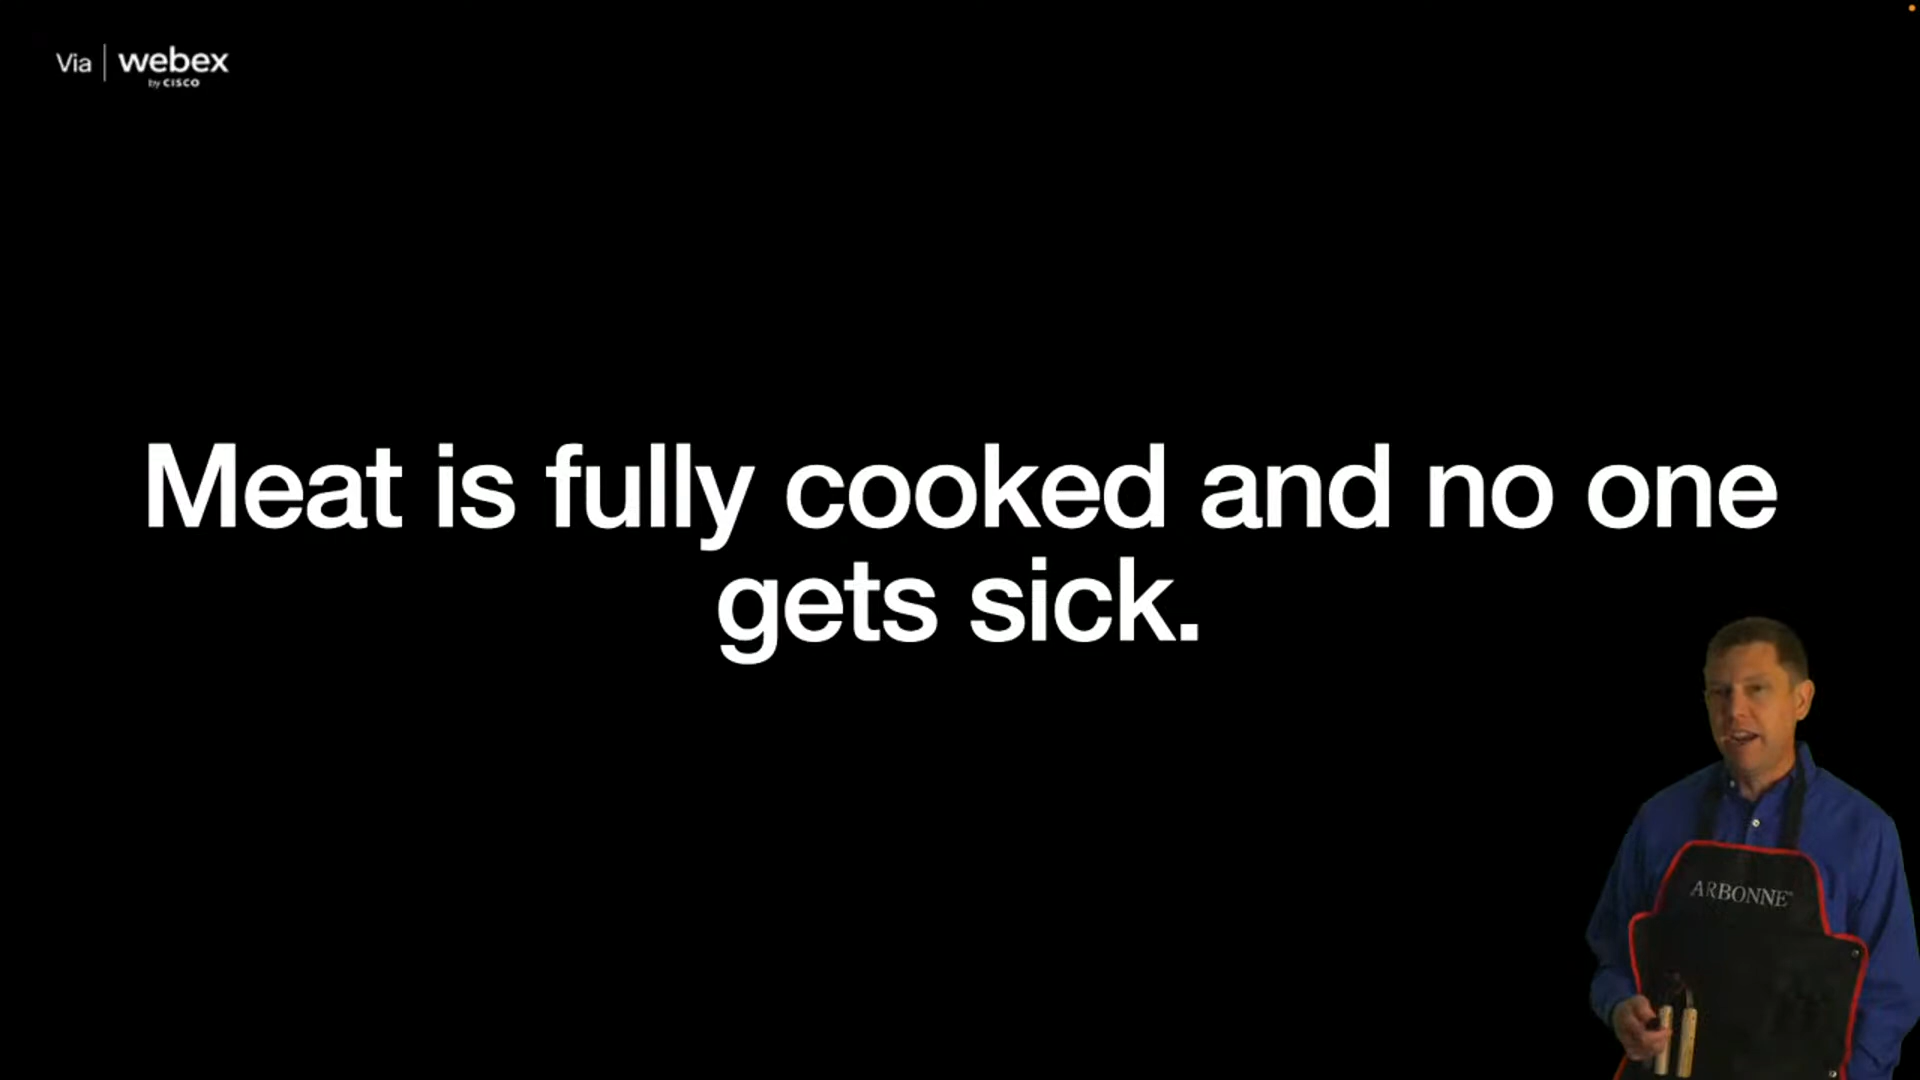 Via | webex
by CISCO
Meat is fully cooked and no one
gets sick.
ARBONNE